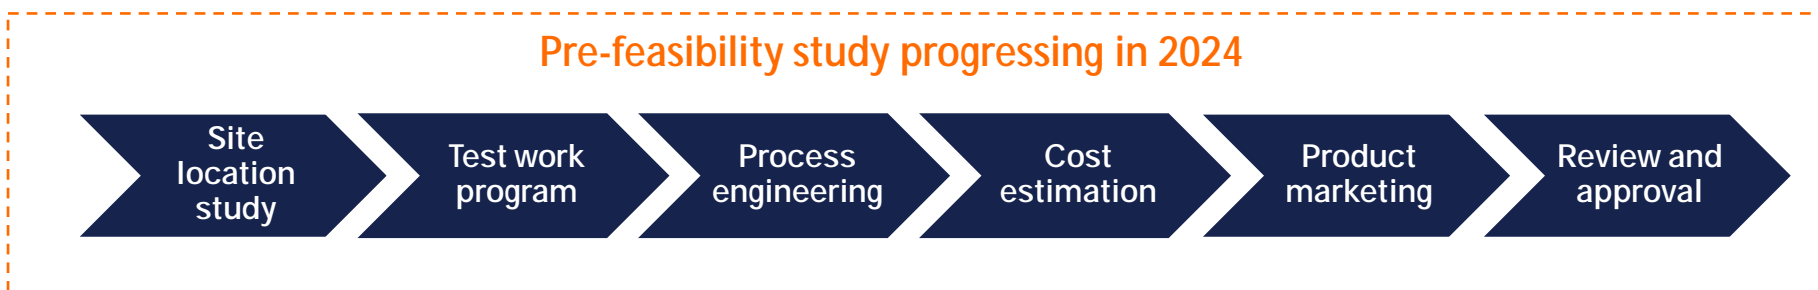 Pre-feasibility study progressing in 2024
Site
location
study
Test work
program
Process
engineering
Cost
estimation
Product
marketing
Review and
approval